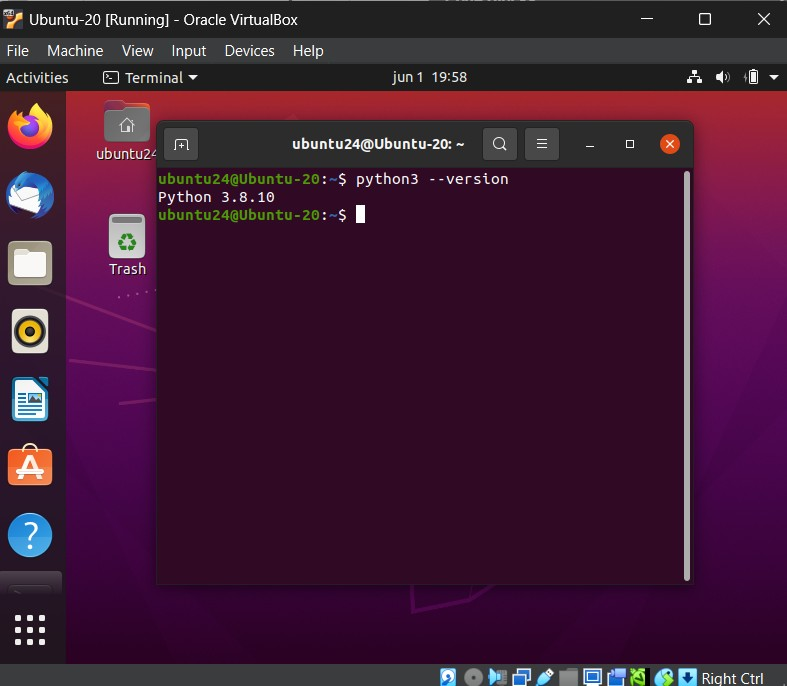 Ubuntu-20 [Running] - Oracle VirtualBox
File Machine View Input Devices Help
Activities Terminal jun 1 19:58
ubuntu24@Ubuntu-20: ~
ubuntu24
Trash
ubuntu24@Ubuntu-20:~$ python3 --version
Python 3.8.10
ubuntu24@Ubuntu-20:~$
Right Ctrl